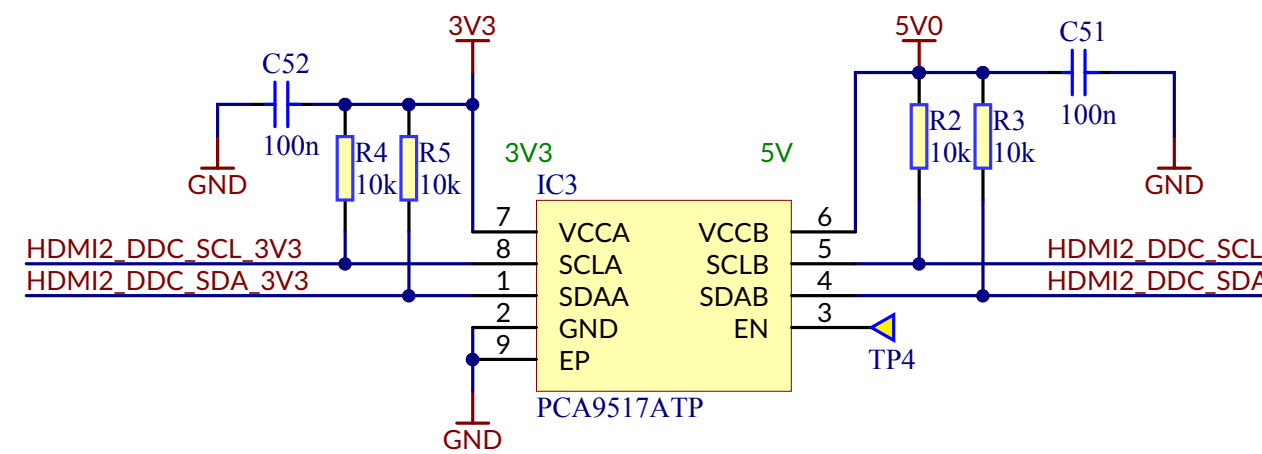 3V3
5V0
C51
C52
100n
100n
R4
10k
R5
10k
R2
10k
R3
10k
GND
GND
3V3
5V
IC3
7
VCCA
VCCB
6
HDMI2_DDC_SCL_3V3
8
SCLA
SCLB
5
HDMI2_DDC_SCL
HDMI2_DDC_SDA_3V3
1
SDAA
SDAB
4
HDMI2_DDC_SDA
2
GND
EN
3
9
EP
TP4
PCA9517ATP
GND